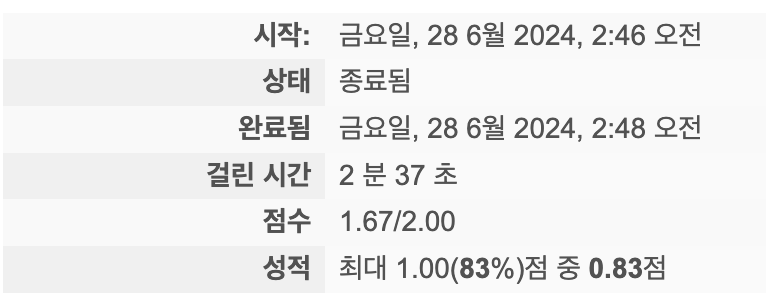 시작: 금요일, 28 6월 2024, 2:46 오전
상태 종료됨
완료됨 금요일, 28 6월 2024, 2:48 오전
걸린 시간 2 분 37 초
점수 1.67/2.00
성적 최대 1.00(83%)점 중 0.83점